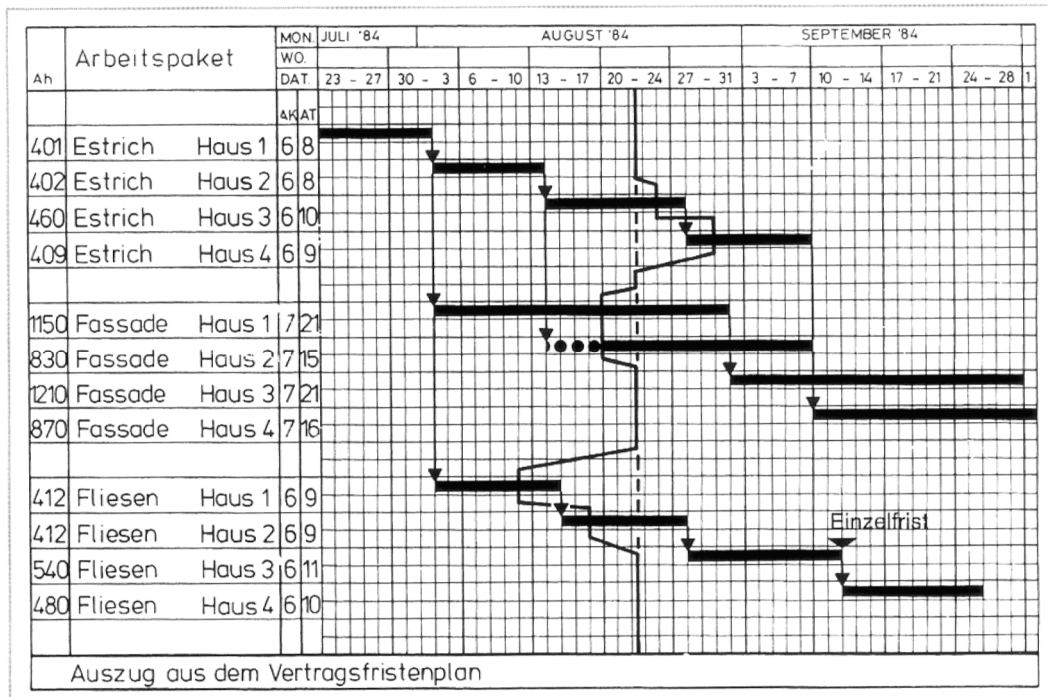 MON. JULI '84 AUGUST '84 SEPTEMBER '84
Arbeitspaket WO.
Ah DAT. 23 - 27 30 - 3 6 - 10 13 - 17 20 - 24 27 - 31 3 - 7 10 - 14 17 - 21 24 - 28 1
AK AT
401 Estrich Haus 1 6 8
402 Estrich Haus 2 6 8
460 Estrich Haus 3 6 10
409 Estrich Haus 4 6 9
1150 Fassade Haus 1 7 21
830 Fassade Haus 2 7 15
1210 Fassade Haus 3 7 21
870 Fassade Haus 4 7 16
412 Fliesen Haus 1 6 9
412 Fliesen Haus 2 6 9
Einzelfrist
540 Fliesen Haus 3 6 11
480 Fliesen Haus 4 6 10
Auszug aus dem Vertragsfristenplan